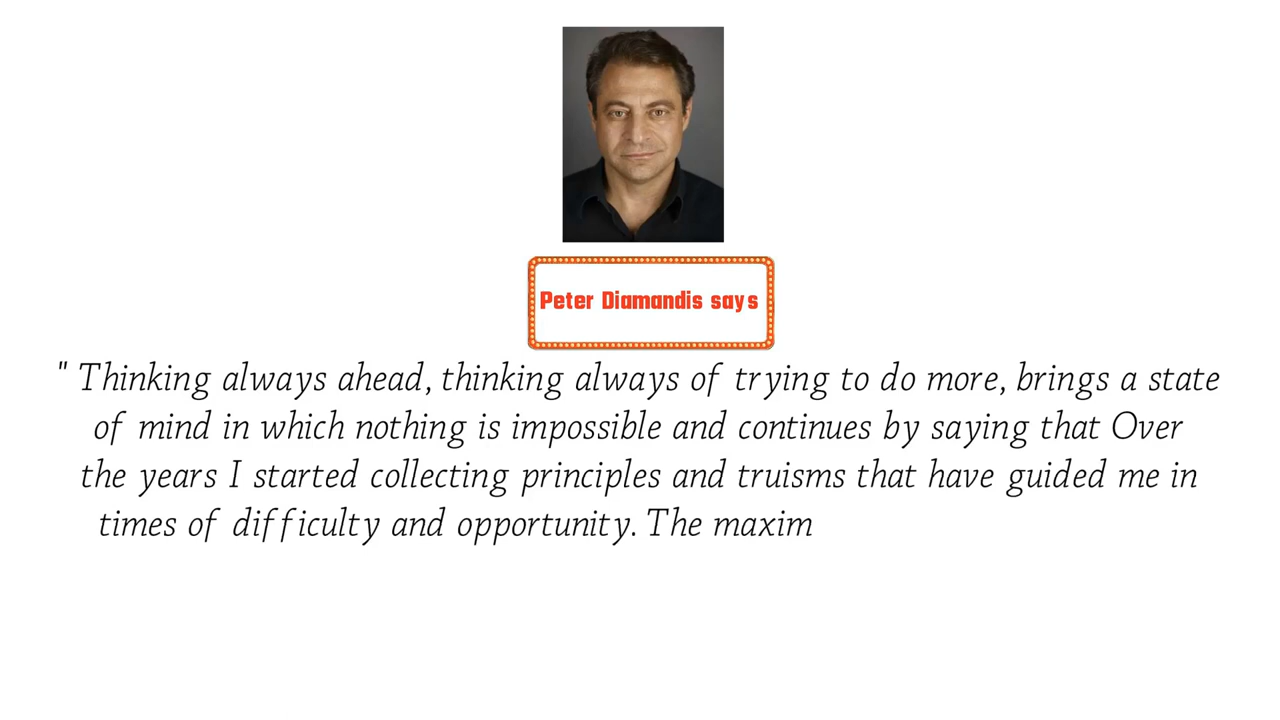 Peter Diamandis says
" Thinking always ahead, thinking always of trying to do more, brings a state
of mind in which nothing is impossible and continues by saying that Over
the years I started collecting principles and truisms that have guided me in
times of difficulty and opportunity. The maxim